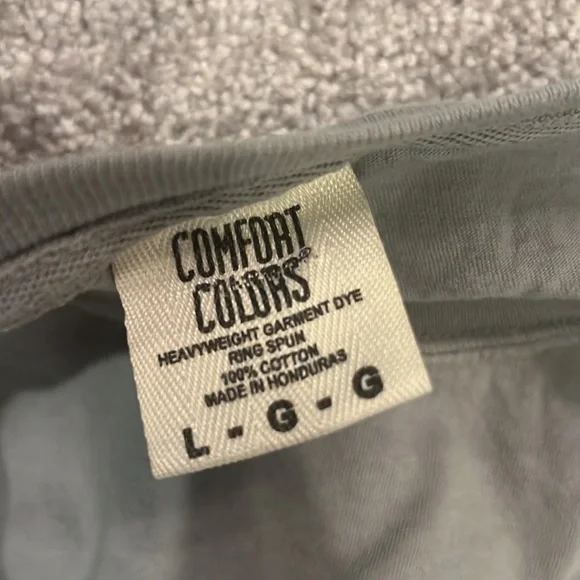 COMFORT
COLORS®
HEAVYWEIGHT GARMENT DYE
RING SPUN
100% COTTON
MADE IN HONDURAS
L - G - G